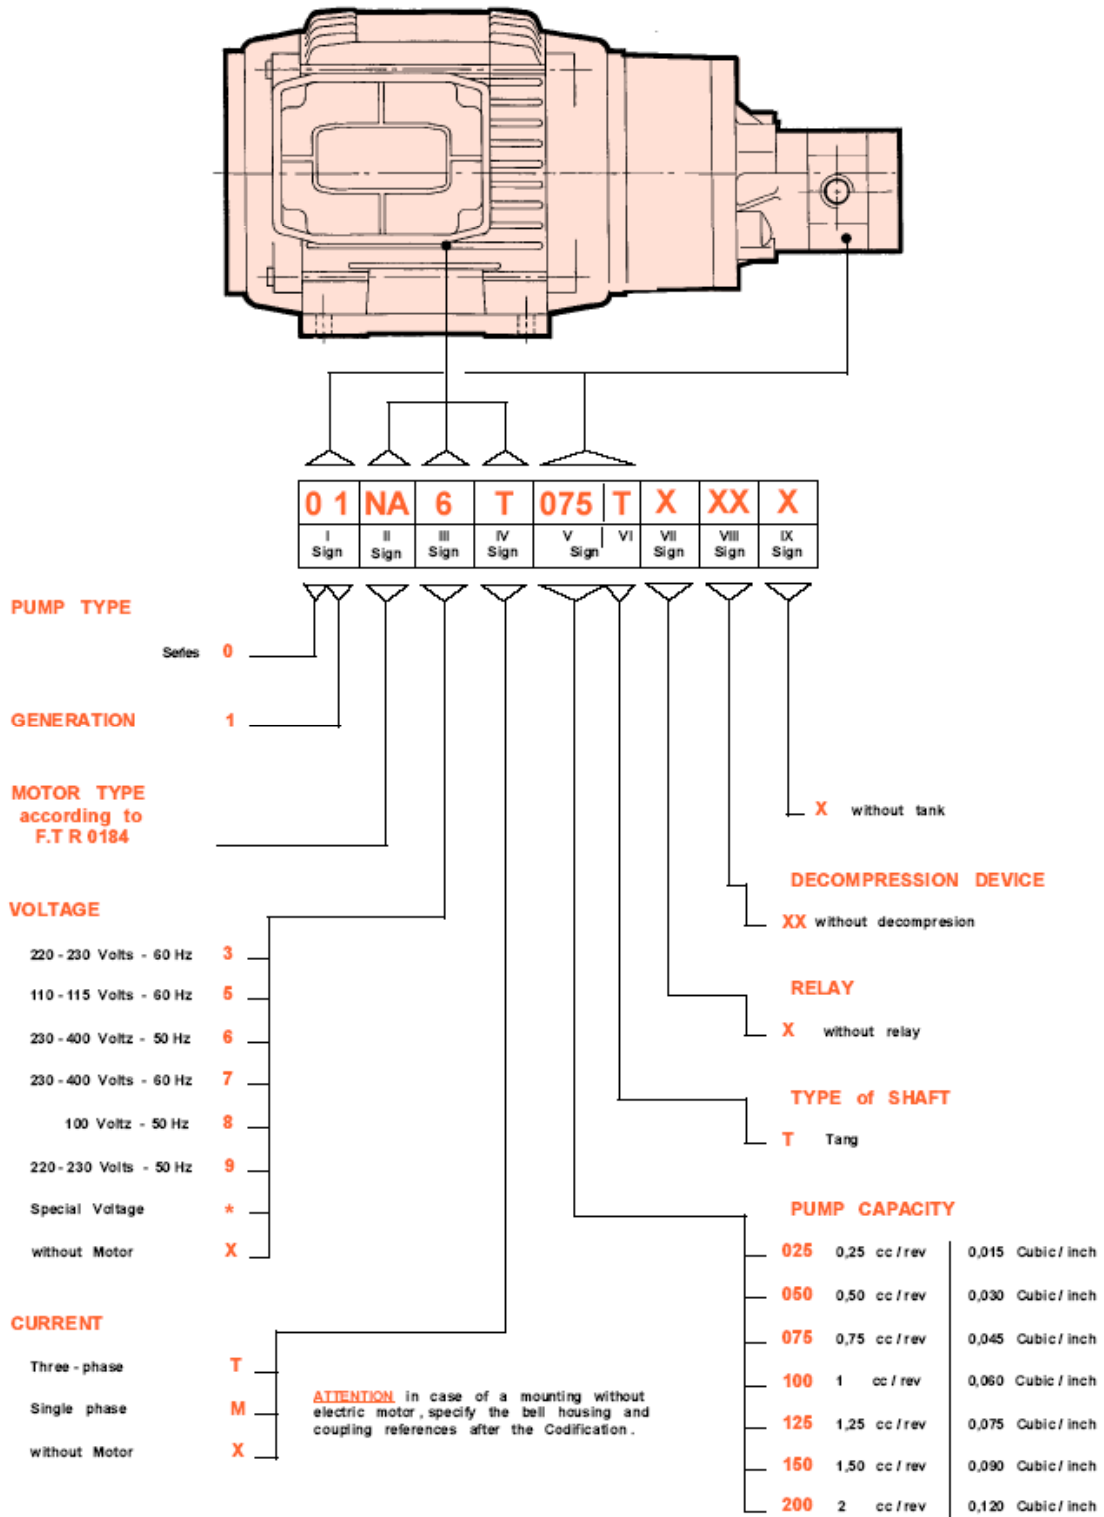 0 1 NA 6 T 075 T X XX X
I II III IV V VI VII VIII IX
Sign Sign Sign Sign Sign Sign Sign Sign
PUMP TYPE
Series 0
GENERATION 1
MOTOR TYPE
according to
F.T R 0184
VOLTAGE
220 - 230 Volts - 60 Hz 3
110 - 115 Volts - 60 Hz 5
230 - 400 Voltz - 50 Hz 6
230 - 400 Volts - 60 Hz 7
100 Voltz - 50 Hz 8
220 - 230 Volts - 50 Hz 9
Special Voltage *
without Motor X
CURRENT
Three - phase T
Single phase M
without Motor X
ATTENTION in case of a mounting without
electric motor , specify the bell housing and
coupling references after the Codification .
X without tank
DECOMPRESSION DEVICE
XX without decompresion
RELAY
X without relay
TYPE of SHAFT
T Tang
PUMP CAPACITY
025 0,25 cc / rev 0,015 Cubic / inch
050 0,50 cc / rev 0,030 Cubic / inch
075 0,75 cc / rev 0,045 Cubic / inch
100 1 cc / rev 0,060 Cubic / inch
125 1,25 cc / rev 0,075 Cubic / inch
150 1,50 cc / rev 0,090 Cubic / inch
200 2 cc / rev 0,120 Cubic / inch